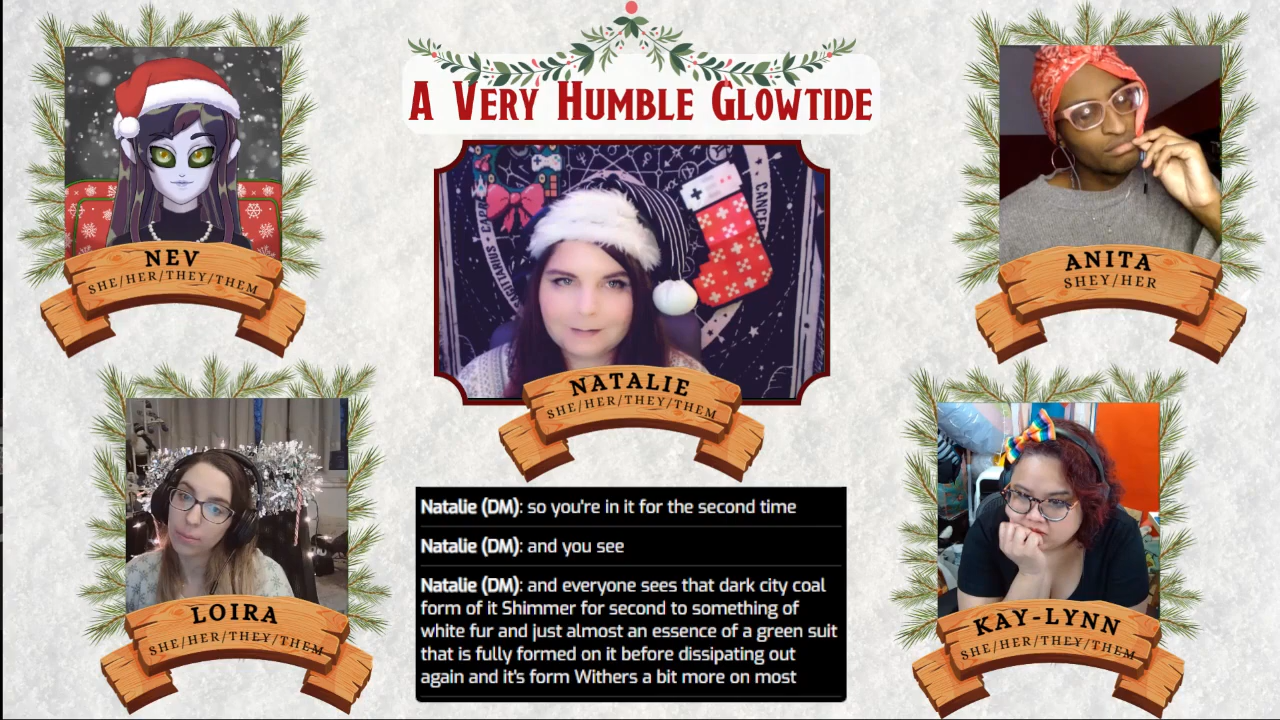 A VERY HUMBLE GLOWTIDE
NEV
SHE/HER/THEY/THEM
ANITA
SHEY/HER
CANCER
NATALIE
SHE/HER/THEY/THEM
LOIRA
SHE/HER/THEY/THEM
KAY-LYNN
SHE/HER/THEY/THEM
Natalie (DM): so you're in it for the second time
Natalie (DM): and you see
Natalie (DM): and everyone sees that dark city coal
form of it Shimmer for second to something of
white fur and just almost an essence of a green suit
that is fully formed on it before dissipating out
again and it's form Withers a bit more on most